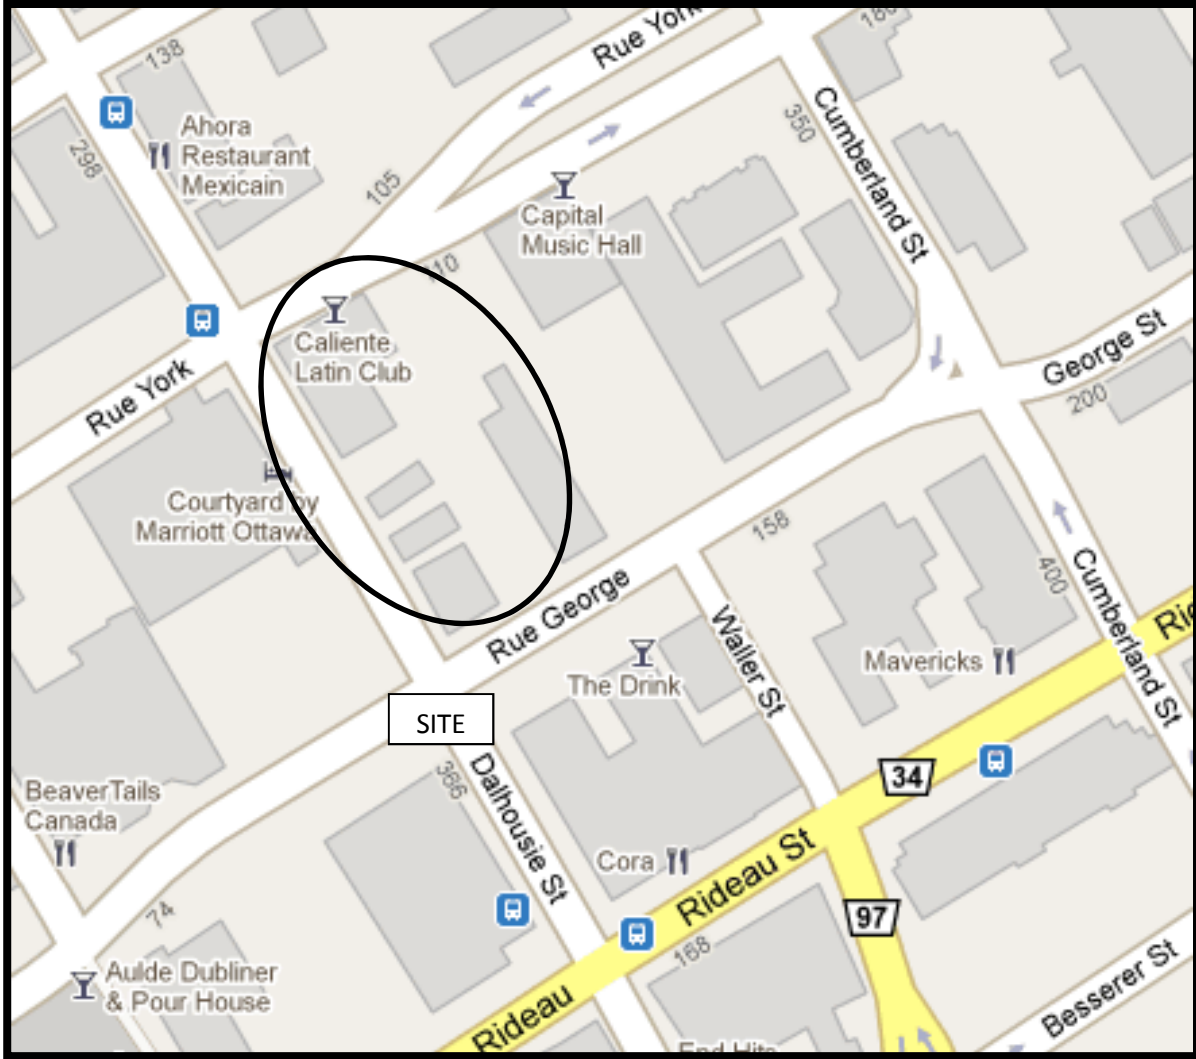 Rue York
180
138
Ahora
Restaurant
Mexicain
298
105
350
Cumberland St
Capital
Music Hall
Caliente
Latin Club
Rue York
George St
200
Courtyard by
Marriott Ottawa
158
400
Cumberland St
Rue George
Waller St
Mavericks
The Drink
SITE
366
Dalhousie St
34
BeaverTails
Canada
Cora
Rideau St
97
74
168
Aulde Dubliner
& Pour House
Rideau
Besserer St